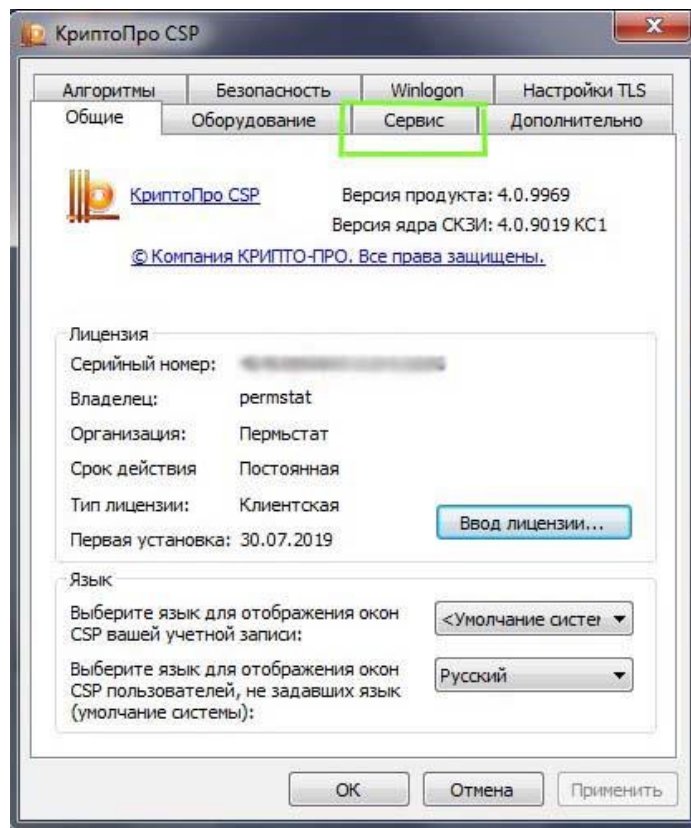 КриптоПро CSP
Алгоритмы Безопасность Winlogon Настройки TLS
Общие Оборудование Сервис Дополнительно
КриптоПро CSP Версия продукта: 4.0.9969
Версия ядра СКЗИ: 4.0.9019 КС1
© Компания КРИПТО-ПРО. Все права защищены.
Лицензия
Серийный номер:
Владелец: permstat
Организация: Пермьстат
Срок действия Постоянная
Тип лицензии: Клиентская
Ввод лицензии...
Первая установка: 30.07.2019
Язык
Выберите язык для отображения окон
CSP вашей учетной записи:
<Умолчание систем
Выберите язык для отображения окон
CSP пользователей, не задавших язык
(умолчание системы):
Русский
ОК Отмена Применить